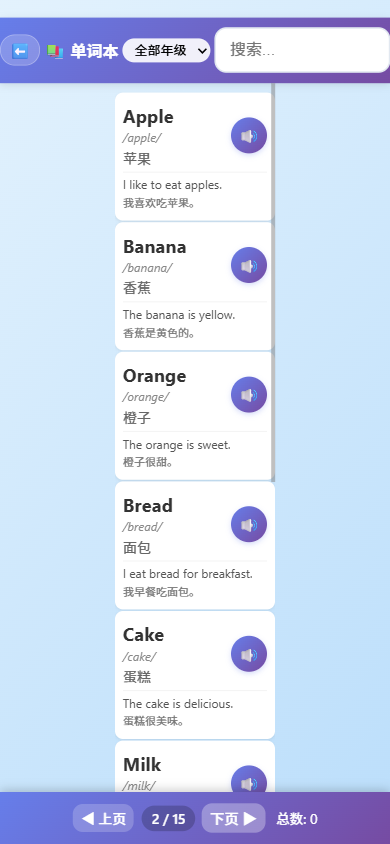 单词本 全部年级 搜索...
Apple
/apple/
苹果
I like to eat apples.
我喜欢吃苹果。
Banana
/banana/
香蕉
The banana is yellow.
香蕉是黄色的。
Orange
/orange/
橙子
The orange is sweet.
橙子很甜。
Bread
/bread/
面包
I eat bread for breakfast.
我早餐吃面包。
Cake
/cake/
蛋糕
The cake is delicious.
蛋糕很美味。
Milk
/milk/
◀ 上页 2 / 15 下页 ▶ 总数: 0